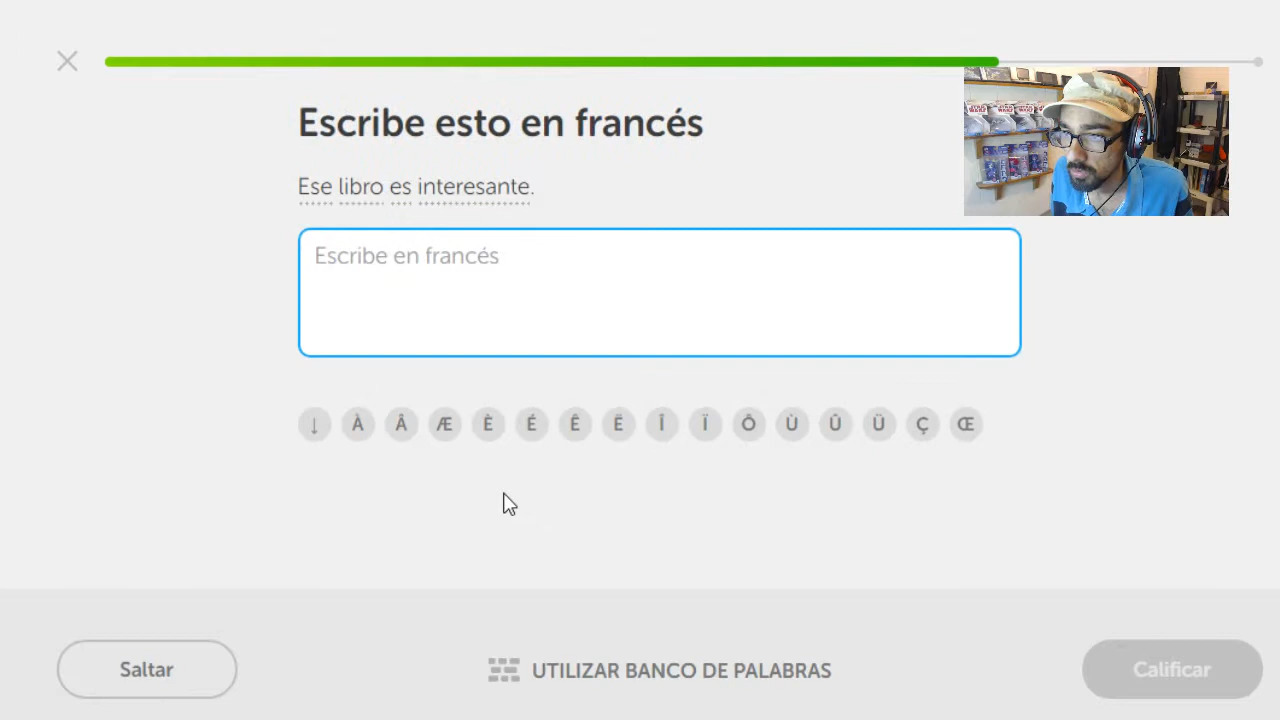 Escribe esto en francés
Ese libro es interesante.
Escribe en francés
↓ À Â Æ È É Ê Ë Î Ï Ô Ù Û Ü Ç Œ
Saltar
UTILIZAR BANCO DE PALABRAS
Calificar